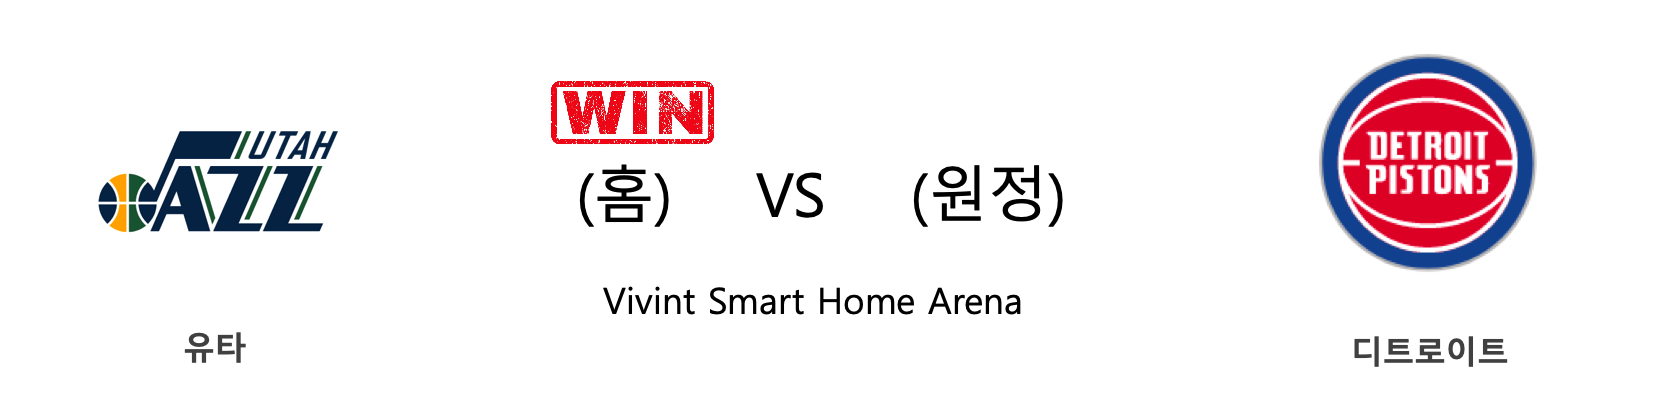 WIN
UTAH
JAZZ
(홈) VS (원정)
DETROIT
PISTONS
Vivint Smart Home Arena
유타
디트로이트